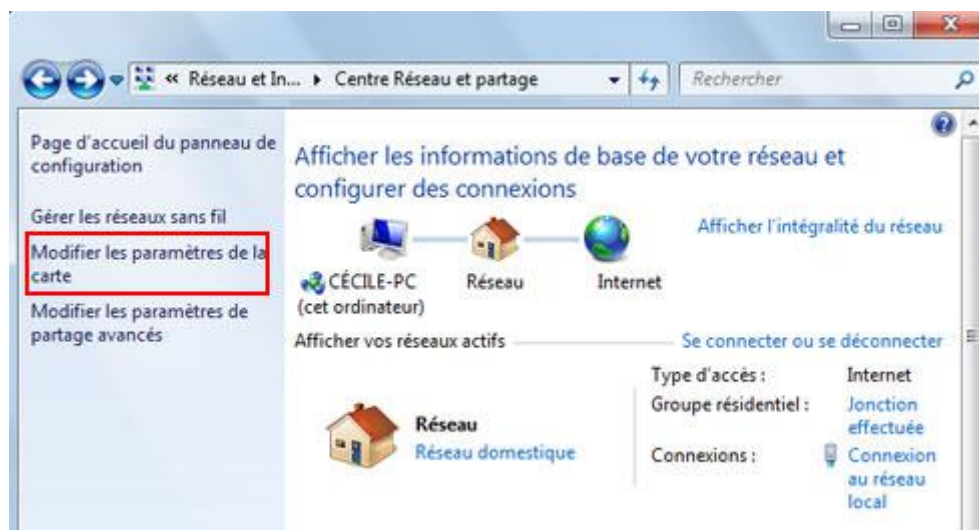 « Réseau et In... ▸ Centre Réseau et partage
Rechercher
Page d'accueil du panneau de
configuration
Gérer les réseaux sans fil
Modifier les paramètres de la
carte
Modifier les paramètres de
partage avancés
Afficher les informations de base de votre réseau et
configurer des connexions
Afficher l'intégralité du réseau
CÉCILE-PC
(cet ordinateur)
Réseau
Internet
Afficher vos réseaux actifs
Se connecter ou se déconnecter
Réseau
Réseau domestique
Type d'accès : Internet
Groupe résidentiel : Jonction
effectuée
Connexions : Connexion
au réseau
local